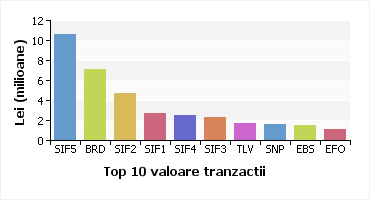 Lei (milioane)
12
10
8
6
4
2
0
SIF5 BRD SIF2 SIF1 SIF4 SIF3 TLV SNP EBS EFO
Top 10 valoare tranzactii